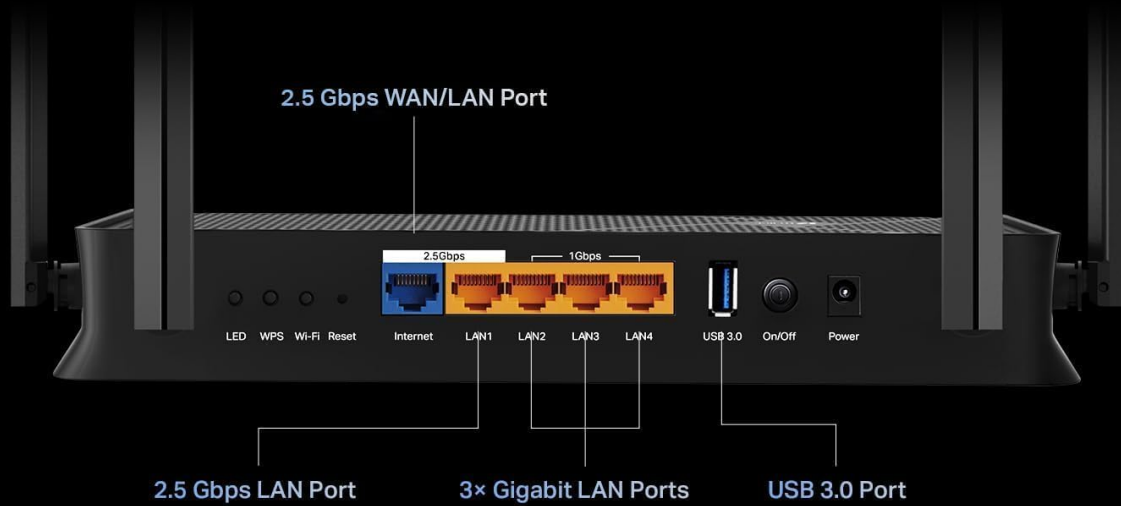 2.5 Gbps WAN/LAN Port
2.5Gbps
1Gbps
LED WPS Wi-Fi Reset Internet LAN1 LAN2 LAN3 LAN4 USB 3.0 On/Off Power
2.5 Gbps LAN Port 3× Gigabit LAN Ports USB 3.0 Port